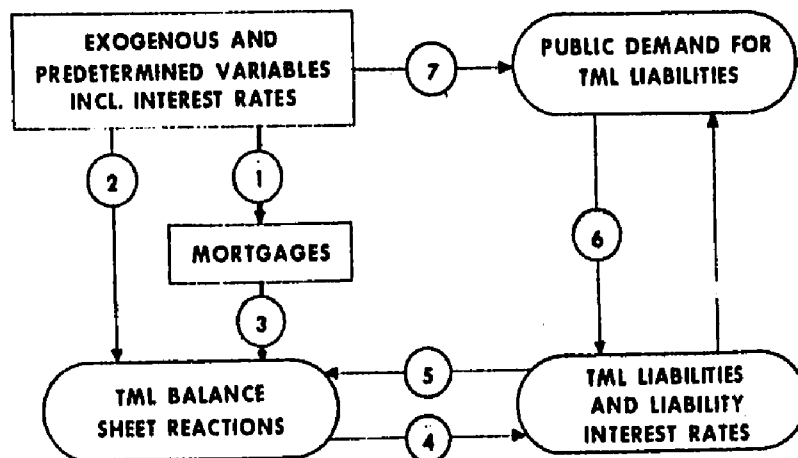 EXOGENOUS AND
PREDETERMINED VARIABLES
INCL. INTEREST RATES
7
PUBLIC DEMAND FOR
TML LIABILITIES
2
1
MORTGAGES
6
3
TML BALANCE
SHEET REACTIONS
5
4
TML LIABILITIES
AND LIABILITY
INTEREST RATES